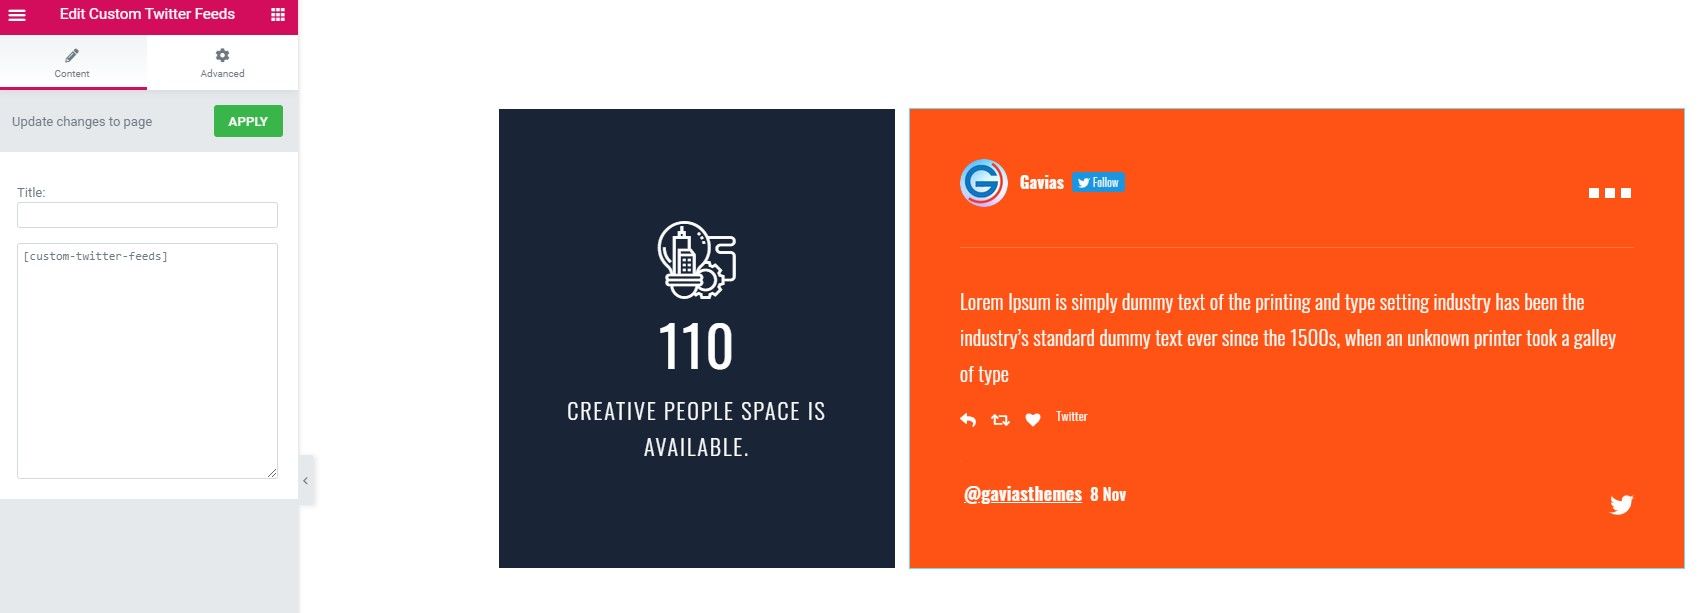 Edit Custom Twitter Feeds
Content
Advanced
Update changes to page
APPLY
Title:
[custom-twitter-feeds]
110
CREATIVE PEOPLE SPACE IS
AVAILABLE.
Gavias
Follow
Lorem Ipsum is simply dummy text of the printing and type setting industry has been the
industry’s standard dummy text ever since the 1500s, when an unknown printer took a galley
of type
Twitter
@gaviasthemes 8 Nov